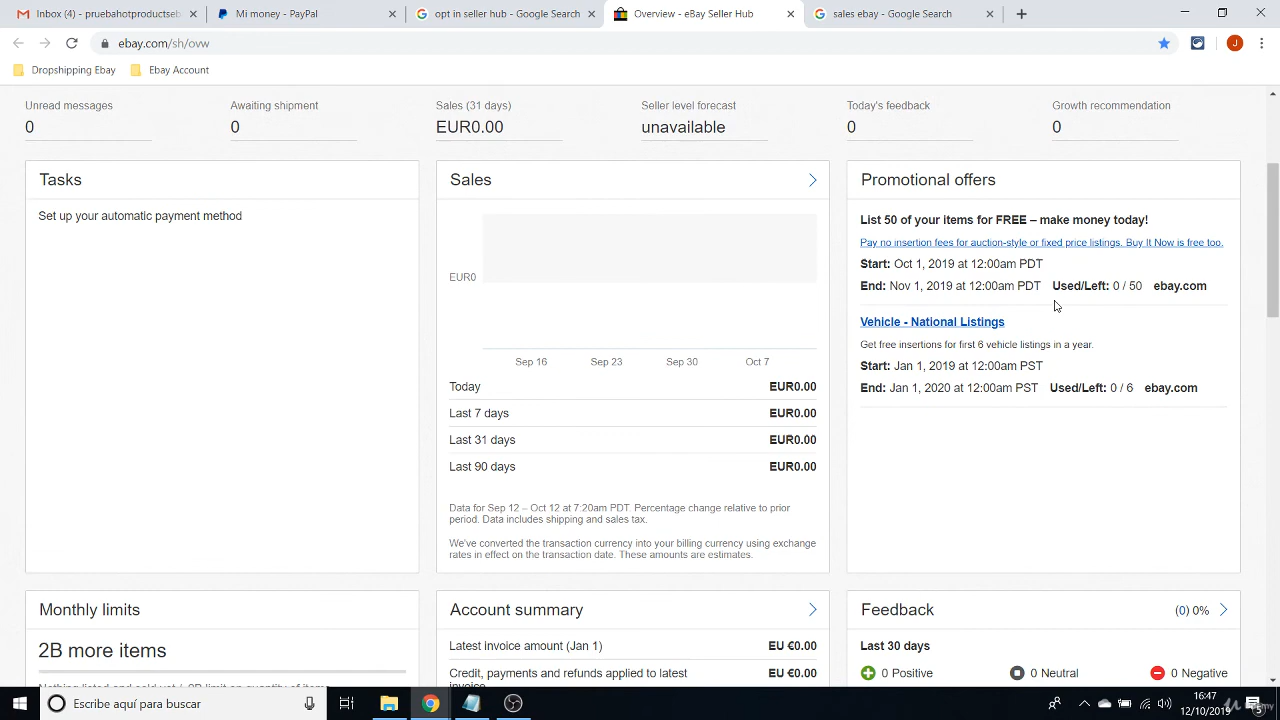 Inbox (4) - pruebabotproductseb
Mi money - PayPal
opt in seller hub - Google Search
Overview - eBay Seller Hub
sales ebay - Google Search
ebay.com/sh/ovw
J
Dropshipping Ebay
Ebay Account
Unread messages
Awaiting shipment
Sales (31 days)
Seller level forecast
Today's feedback
Growth recommendation
0
0
EUR0.00
unavailable
0
0
Tasks
Set up your automatic payment method
Sales
EUR0
Sep 16 Sep 23 Sep 30 Oct 7
Today EUR0.00
Last 7 days EUR0.00
Last 31 days EUR0.00
Last 90 days EUR0.00
Data for Sep 12 – Oct 12 at 7:20am PDT. Percentage change relative to prior
period. Data includes shipping and sales tax.
We've converted the transaction currency into your billing currency using exchange
rates in effect on the transaction date. These amounts are estimates.
Promotional offers
List 50 of your items for FREE – make money today!
Pay no insertion fees for auction-style or fixed price listings. Buy It Now is free too.
Start: Oct 1, 2019 at 12:00am PDT
End: Nov 1, 2019 at 12:00am PDT Used/Left: 0 / 50 ebay.com
Vehicle - National Listings
Get free insertions for first 6 vehicle listings in a year.
Start: Jan 1, 2019 at 12:00am PST
End: Jan 1, 2020 at 12:00am PST Used/Left: 0 / 6 ebay.com
Monthly limits
2B more items
Account summary
Latest invoice amount (Jan 1) EU €0.00
Credit, payments and refunds applied to latest EU €0.00
invoice
Feedback (0) 0%
Last 30 days
0 Positive 0 Neutral 0 Negative
Escribe aquí para buscar
16:47
12/10/2019